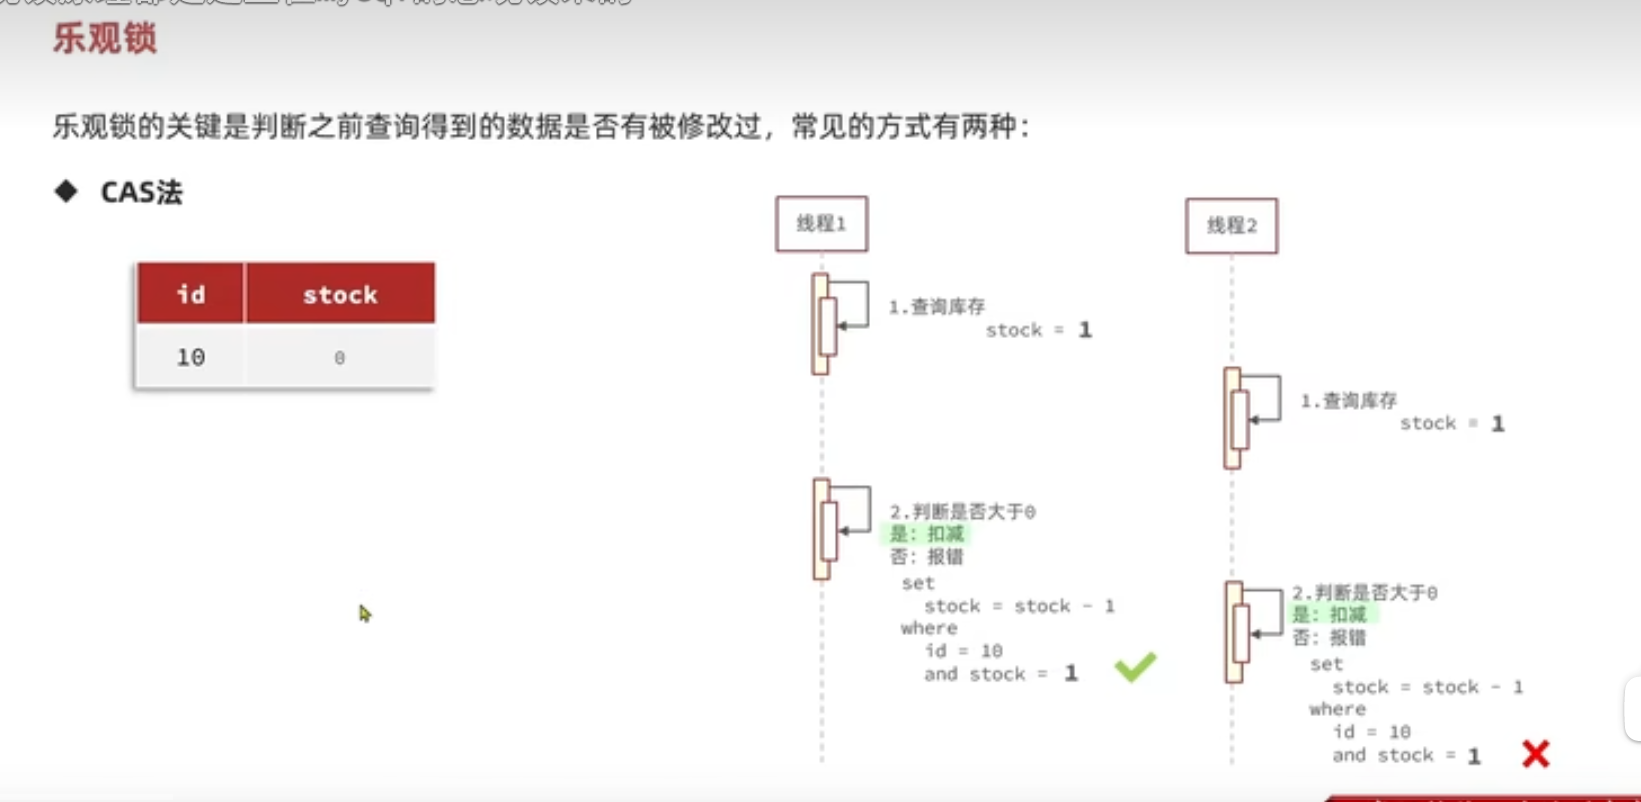 乐观锁
乐观锁的关键是判断之前查询得到的数据是否有被修改过，常见的方式有两种：
◆ CAS法
id stock
10 0
线程1
1.查询库存
stock = 1
2.判断是否大于0
是：扣减
否：报错
set
stock = stock - 1
where
id = 10
and stock = 1
线程2
1.查询库存
stock = 1
2.判断是否大于0
是：扣减
否：报错
set
stock = stock - 1
where
id = 10
and stock = 1